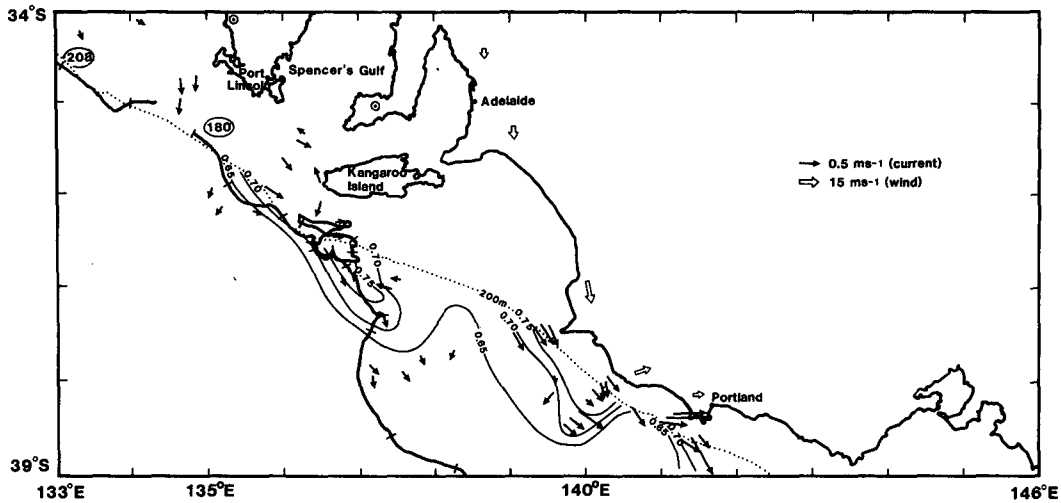 34°S
208
Port
Lincoln
Spencer's Gulf
Adelaide
180
0.65
0.70
Kangaroo
Island
0.5 ms-1 (current)
15 ms-1 (wind)
0.70
0.75
200m
0.75
0.70
0.65
Portland
0.65
0.70
39°S
133°E
135°E
140°E
146°E